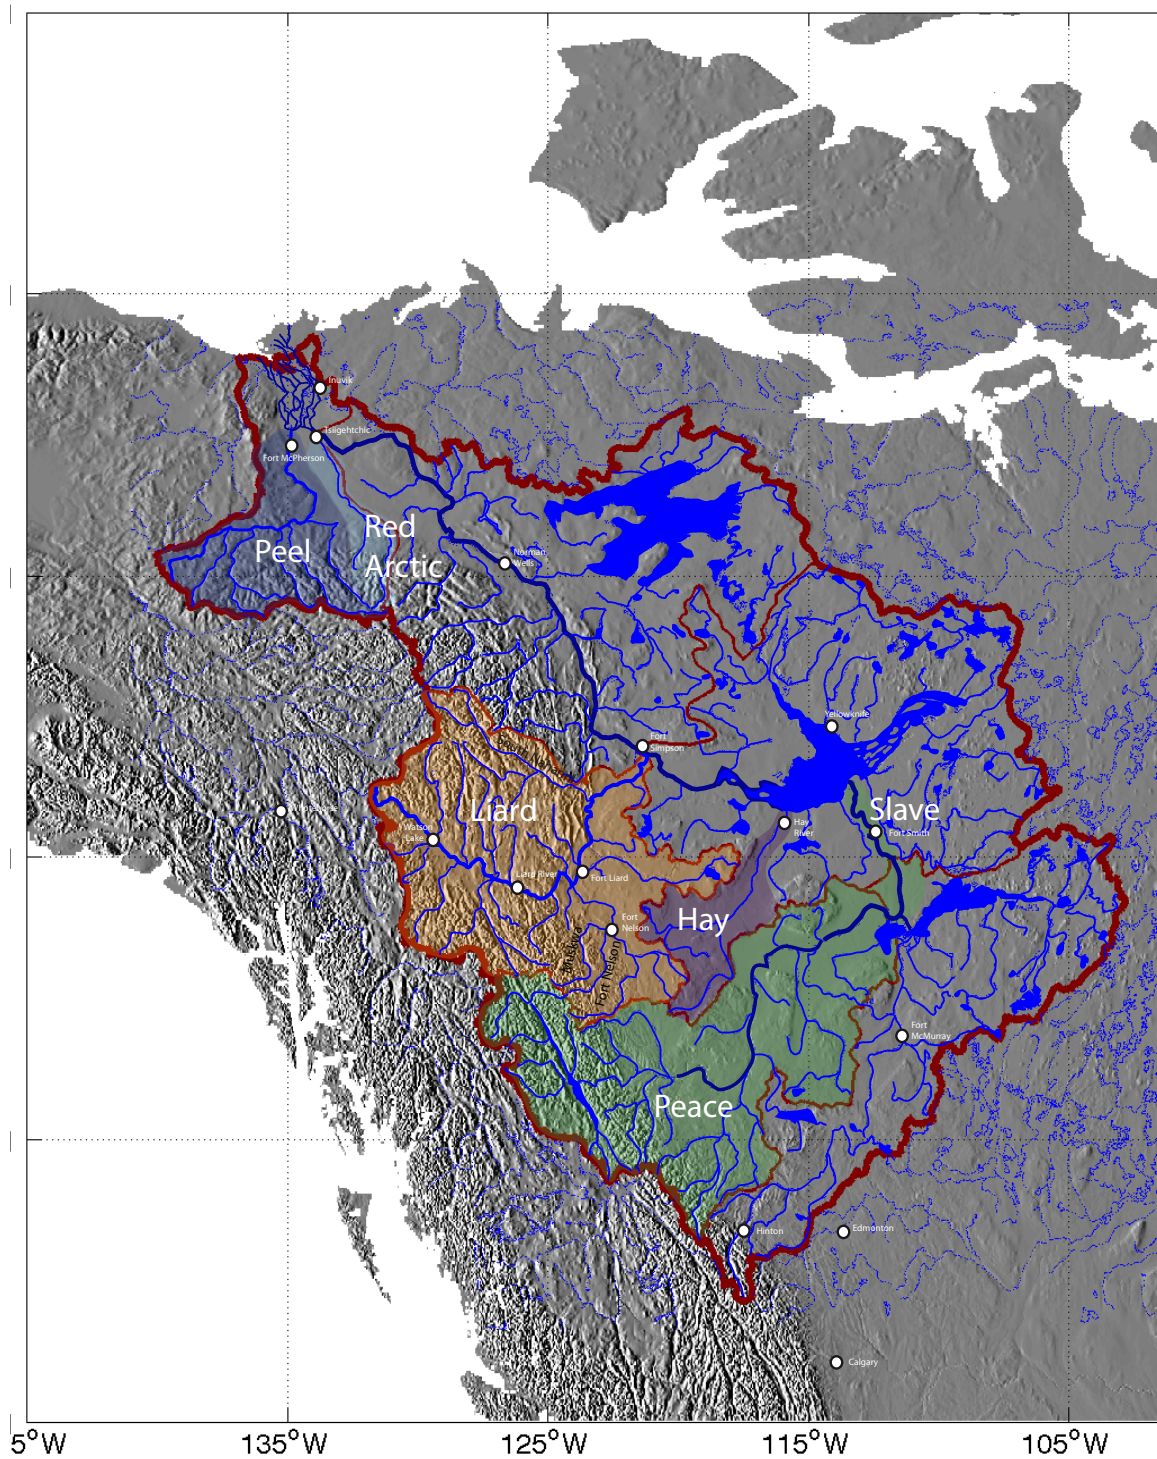 Inuvik
Tsiigehtchic
Fort McPherson
Red
Arctic
Peel
Norman
Wells
Yellowknife
Fort
Simpson
Liard
Slave
Watson
Lake
Hay
River
Fort Smith
Liard River
Fort Liard
Hay
Fort
Nelson
Fort Nelson
Fort
McMurray
Peace
Hinton
Edmonton
Calgary
5°W
135°W
125°W
115°W
105°W